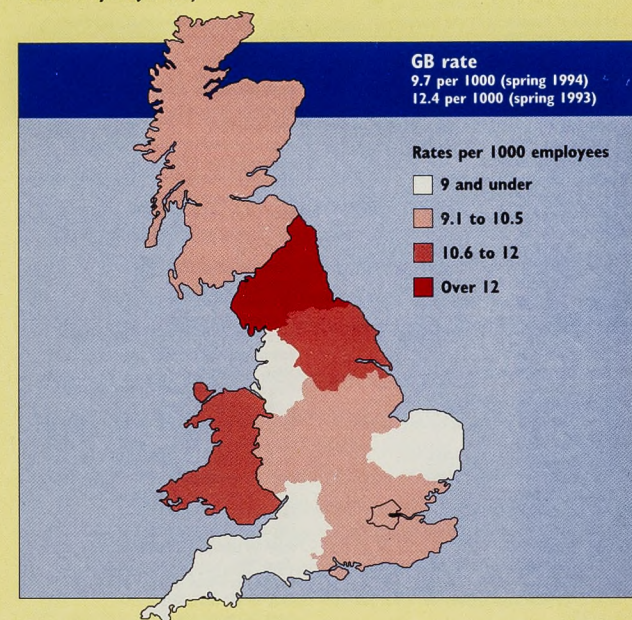 GB rate
9.7 per 1000 (spring 1994)
12.4 per 1000 (spring 1993)
Rates per 1000 employees
9 and under
9.1 to 10.5
10.6 to 12
Over 12